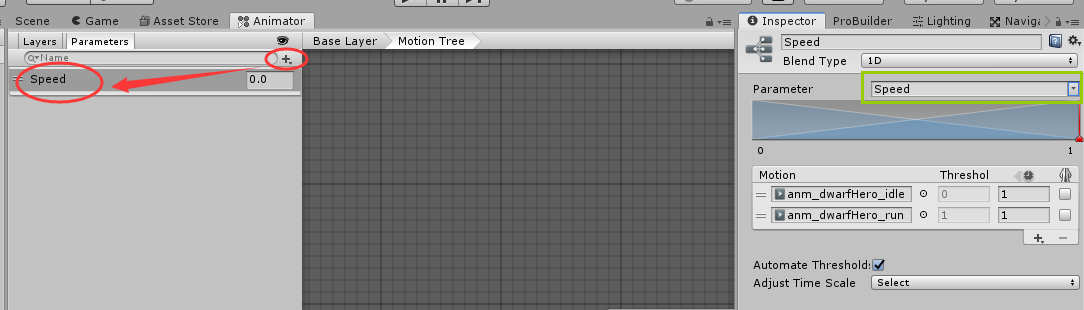 Scene Game Asset Store Animator
Inspector ProBuilder Lighting Naviga
Layers Parameters
Base Layer Motion Tree
Name
Speed 0.0
Speed
Blend Type 1D
Parameter Speed
0 1
Motion Threshol
anm_dwarfHero_idle 0 1
anm_dwarfHero_run 1 1
Automate Threshold:
Adjust Time Scale Select